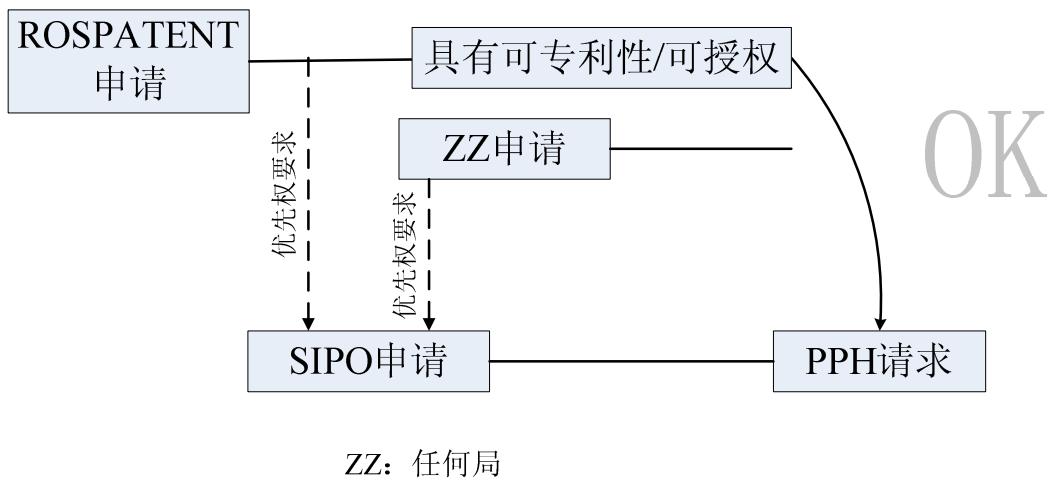 ROSPATENT
申请
具有可专利性/可授权
ZZ申请
OK
优先权要求
优先权要求
SIPO申请
PPH请求
ZZ：任何局